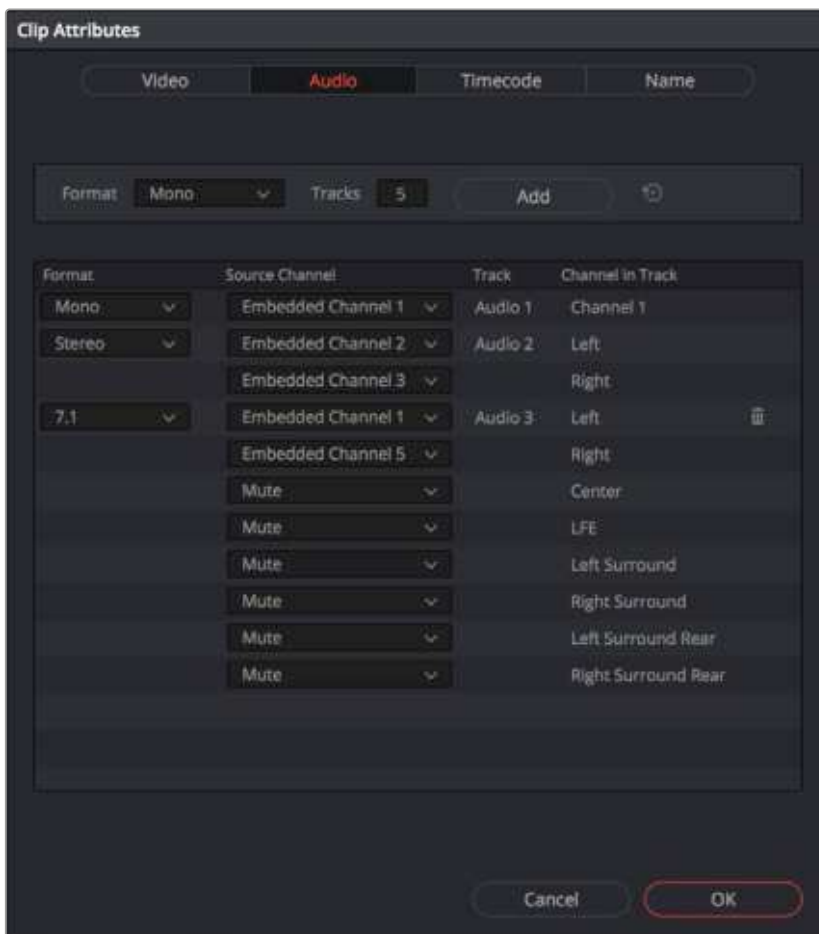 Clip Attributes
Video Audio Timecode Name
Format Mono Tracks 5 Add
Format Source Channel Track Channel in Track
Mono Embedded Channel 1 Audio 1 Channel 1
Stereo Embedded Channel 2 Audio 2 Left
Embedded Channel 3 Right
7.1 Embedded Channel 1 Audio 3 Left
Embedded Channel 5 Right
Mute Center
Mute LFE
Mute Left Surround
Mute Right Surround
Mute Left Surround Rear
Mute Right Surround Rear
Cancel OK